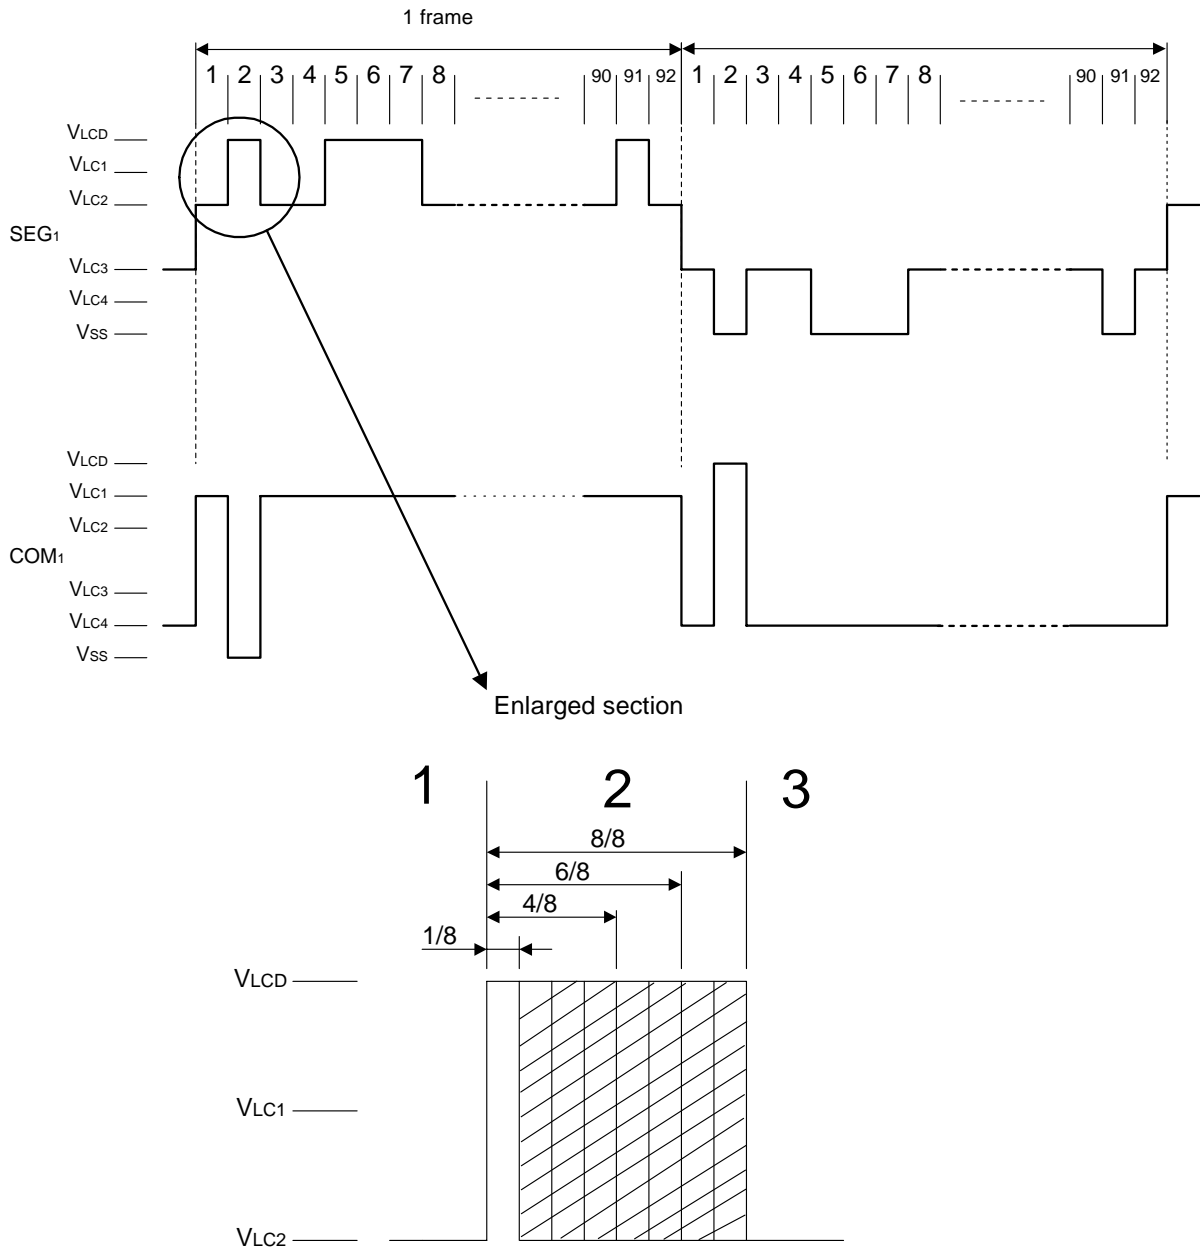 1 frame
1 2 3 4 5 6 7 8 90 91 92 1 2 3 4 5 6 7 8 90 91 92
VLCD
VLC1
VLC2
SEG1
VLC3
VLC4
VSS
VLCD
VLC1
VLC2
COM1
VLC3
VLC4
VSS
Enlarged section
1 2 3
8/8
6/8
4/8
1/8
VLCD
VLC1
VLC2